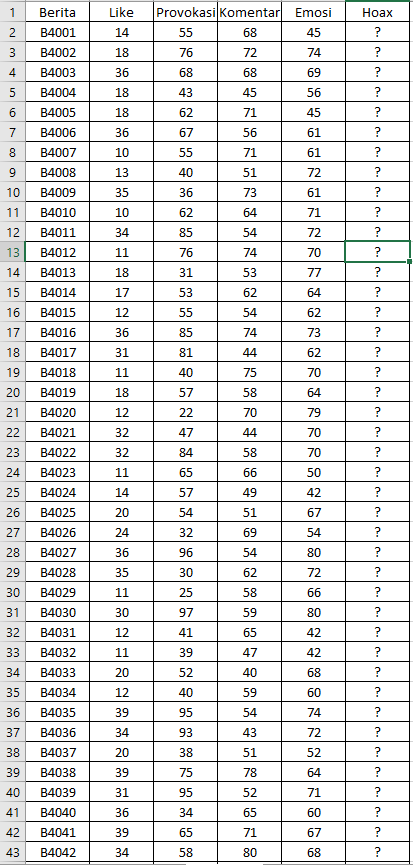 1 Berita Like Provokasi Komentar Emosi Hoax
2 B4001 14 55 68 45 ?
3 B4002 18 76 72 74 ?
4 B4003 36 68 68 69 ?
5 B4004 18 43 45 56 ?
6 B4005 18 62 71 45 ?
7 B4006 36 67 56 61 ?
8 B4007 10 55 71 61 ?
9 B4008 13 40 51 72 ?
10 B4009 35 36 73 61 ?
11 B4010 10 62 64 71 ?
12 B4011 34 85 54 72 ?
13 B4012 11 76 74 70 ?
14 B4013 18 31 53 77 ?
15 B4014 17 53 62 64 ?
16 B4015 12 55 54 62 ?
17 B4016 36 85 74 73 ?
18 B4017 31 81 44 62 ?
19 B4018 11 40 75 70 ?
20 B4019 18 57 58 64 ?
21 B4020 12 22 70 79 ?
22 B4021 32 47 44 70 ?
23 B4022 32 84 58 70 ?
24 B4023 11 65 66 50 ?
25 B4024 14 57 49 42 ?
26 B4025 20 54 51 67 ?
27 B4026 24 32 69 54 ?
28 B4027 36 96 54 80 ?
29 B4028 35 30 62 72 ?
30 B4029 11 25 58 66 ?
31 B4030 30 97 59 80 ?
32 B4031 12 41 65 42 ?
33 B4032 11 39 47 42 ?
34 B4033 20 52 40 68 ?
35 B4034 12 40 59 60 ?
36 B4035 39 95 54 74 ?
37 B4036 34 93 43 72 ?
38 B4037 20 38 51 52 ?
39 B4038 39 75 78 64 ?
40 B4039 31 95 52 71 ?
41 B4040 36 34 65 60 ?
42 B4041 39 65 71 67 ?
43 B4042 34 58 80 68 ?